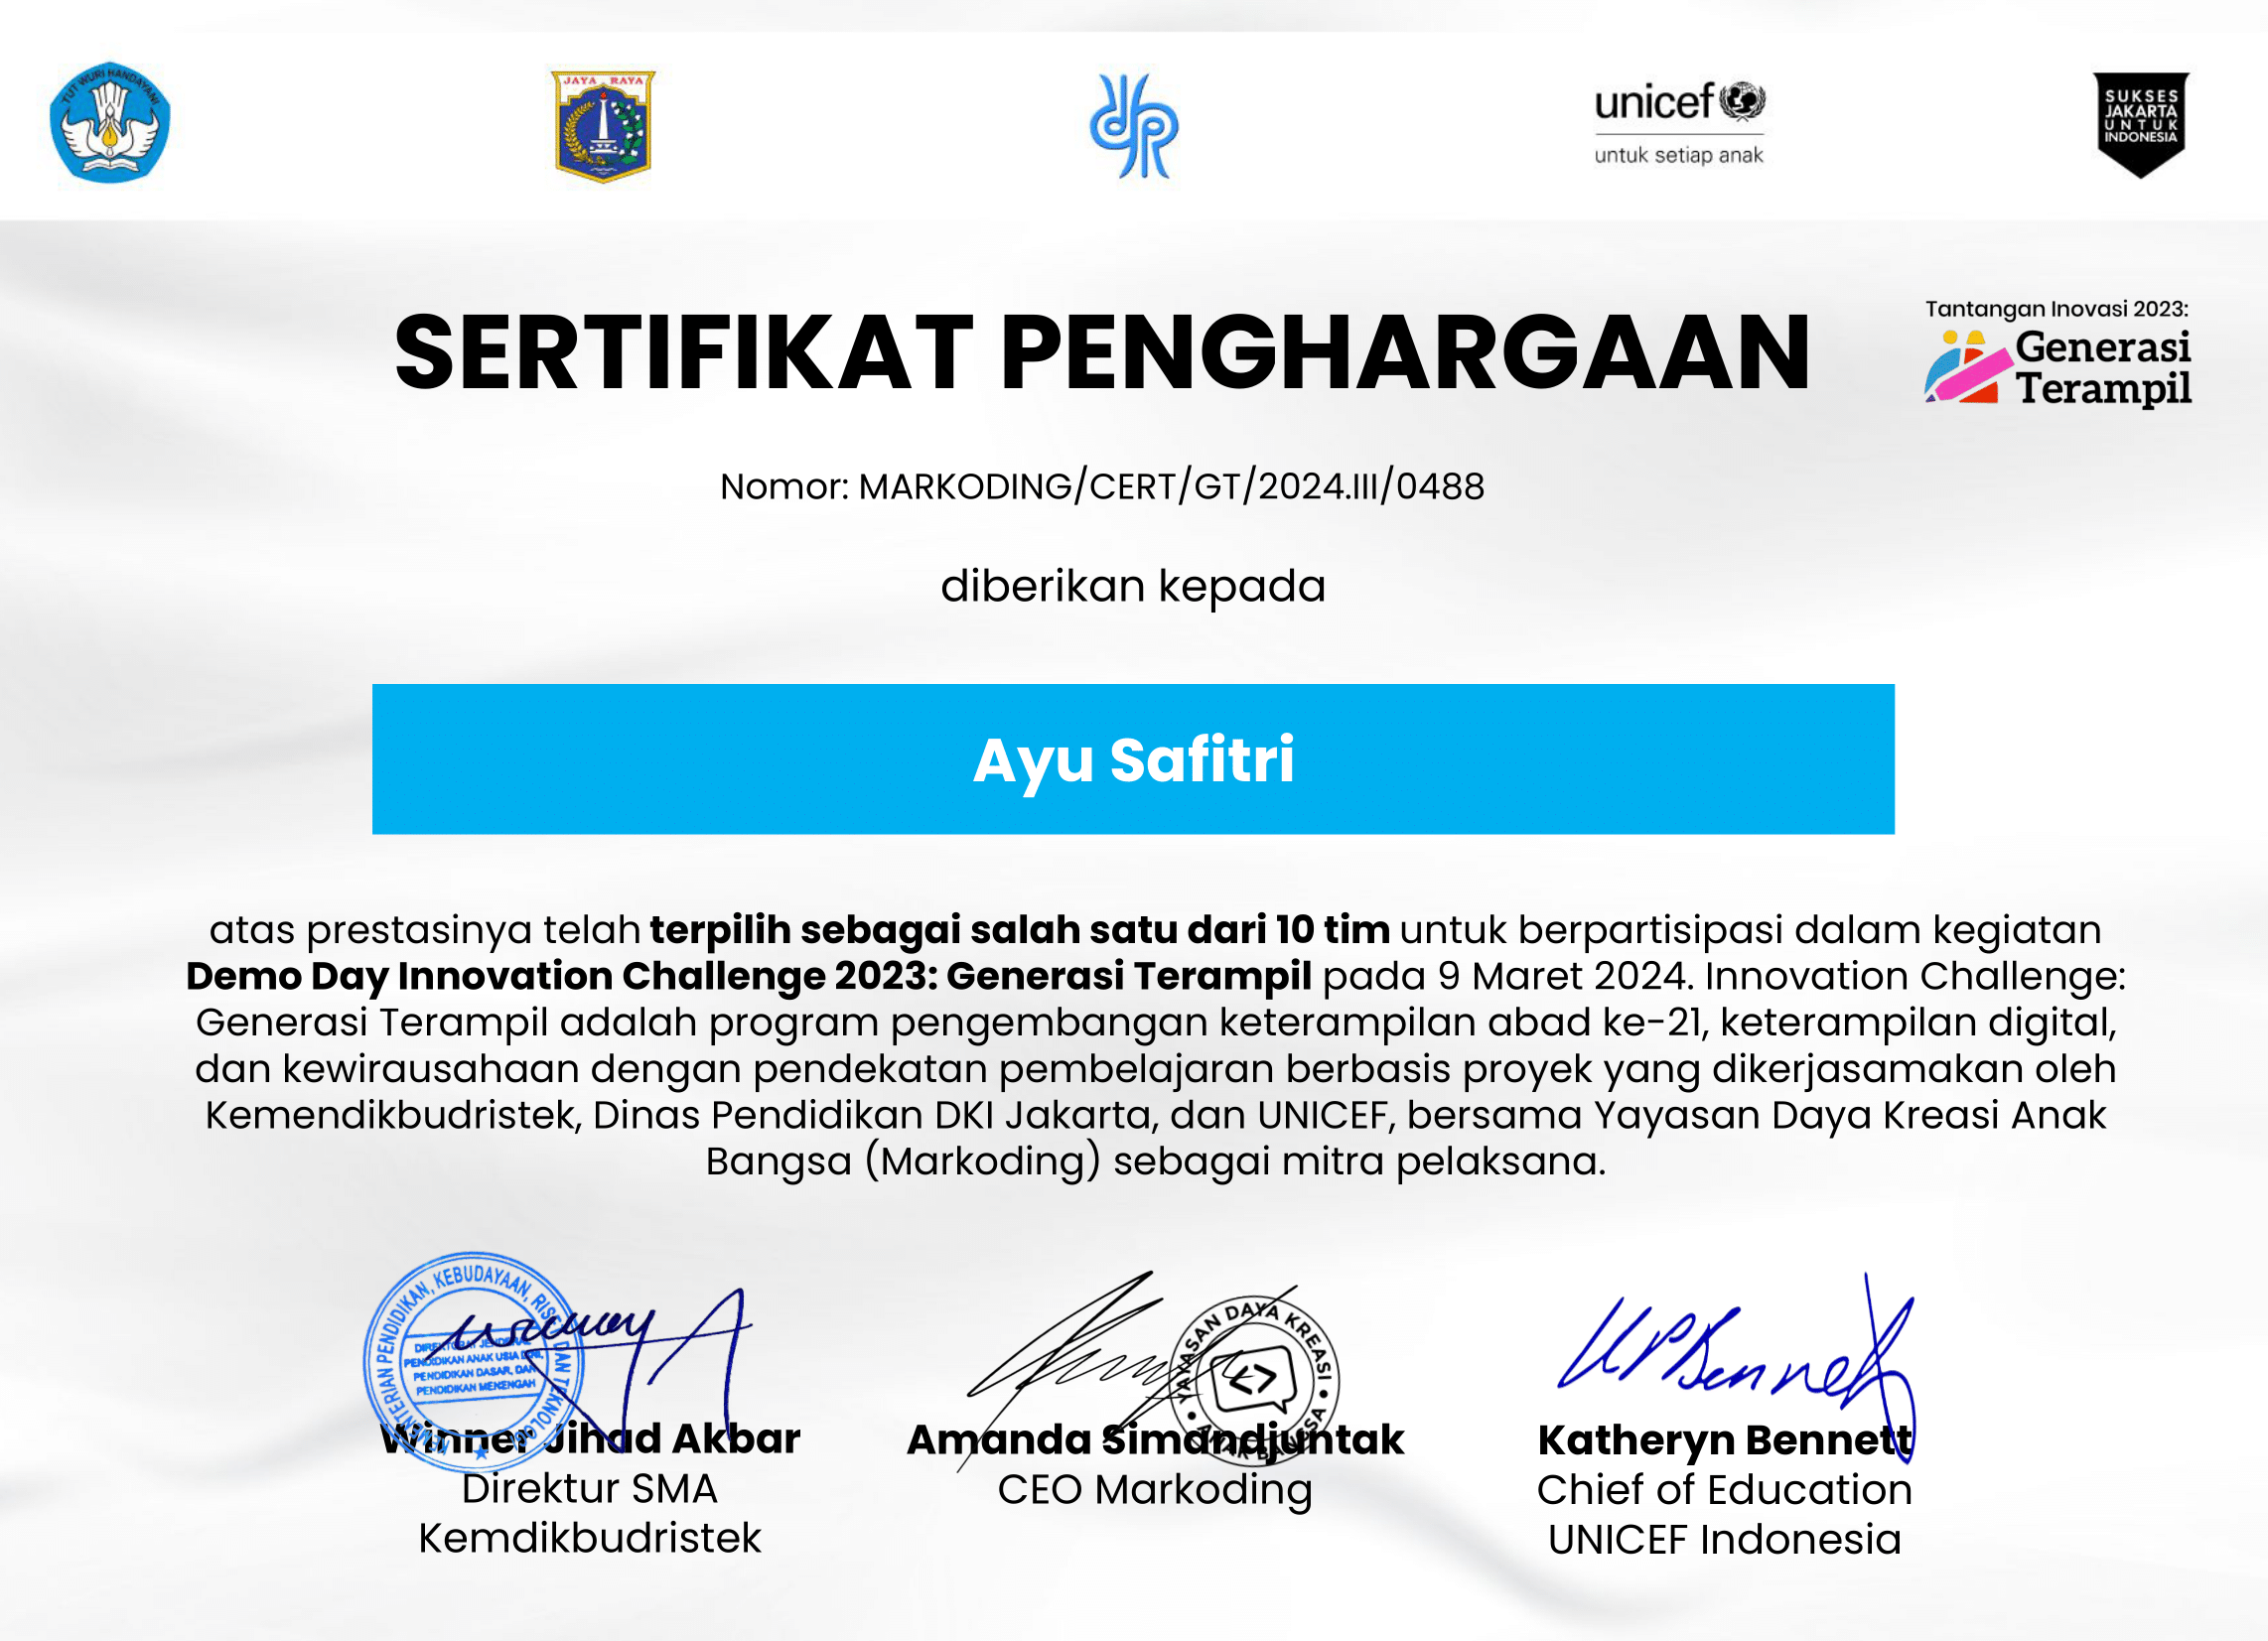 TUT WURI HANDAYANI
JAYA RAYA
unicef
untuk setiap anak
SUKSES
JAKARTA
UNTUK
INDONESIA
SERTIFIKAT PENGHARGAAN
Tantangan Inovasi 2023:
Generasi
Terampil
Nomor: MARKODING/CERT/GT/2024.III/0488
diberikan kepada
Ayu Safitri
atas prestasinya telah terpilih sebagai salah satu dari 10 tim untuk berpartisipasi dalam kegiatan
Demo Day Innovation Challenge 2023: Generasi Terampil pada 9 Maret 2024. Innovation Challenge:
Generasi Terampil adalah program pengembangan keterampilan abad ke-21, keterampilan digital,
dan kewirausahaan dengan pendekatan pembelajaran berbasis proyek yang dikerjasamakan oleh
Kemendikbudristek, Dinas Pendidikan DKI Jakarta, dan UNICEF, bersama Yayasan Daya Kreasi Anak
Bangsa (Markoding) sebagai mitra pelaksana.
KEMENTERIAN PENDIDIKAN, KEBUDAYAAN, RISET DAN TEKNOLOGI
DIREKTORAT JENDERAL
PENDIDIKAN ANAK USIA DINI,
PENDIDIKAN DASAR, DAN
PENDIDIKAN MENENGAH
YAYASAN DAYA KREASI • ANAK BANGSA •
</>
Winner Jihad Akbar
Direktur SMA
Kemdikbudristek
Amanda Simandjuntak
CEO Markoding
Katheryn Bennett
Chief of Education
UNICEF Indonesia